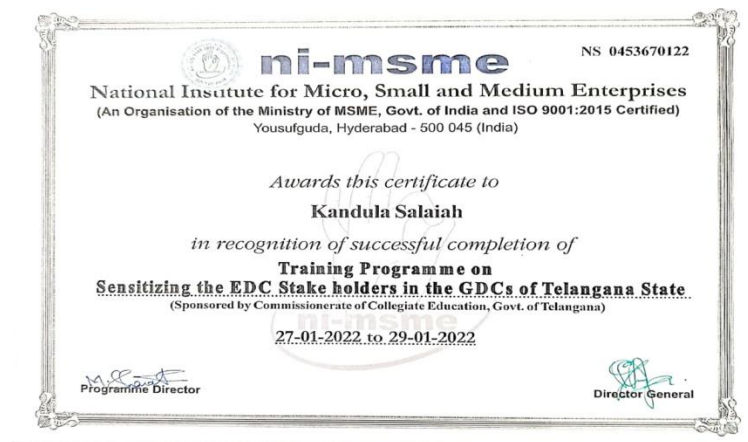 ni-msme
NS 0453670122
National Institute for Micro, Small and Medium Enterprises
(An Organisation of the Ministry of MSME, Govt. of India and ISO 9001:2015 Certified)
Yousufguda, Hyderabad - 500 045 (India)
Awards this certificate to
Kandula Salaiah
in recognition of successful completion of
Training Programme on
Sensitizing the EDC Stake holders in the GDCs of Telangana State
(Sponsored by Commissionerate of Collegiate Education, Govt. of Telangana)
ni-msme
27-01-2022 to 29-01-2022
Programme Director
Director General